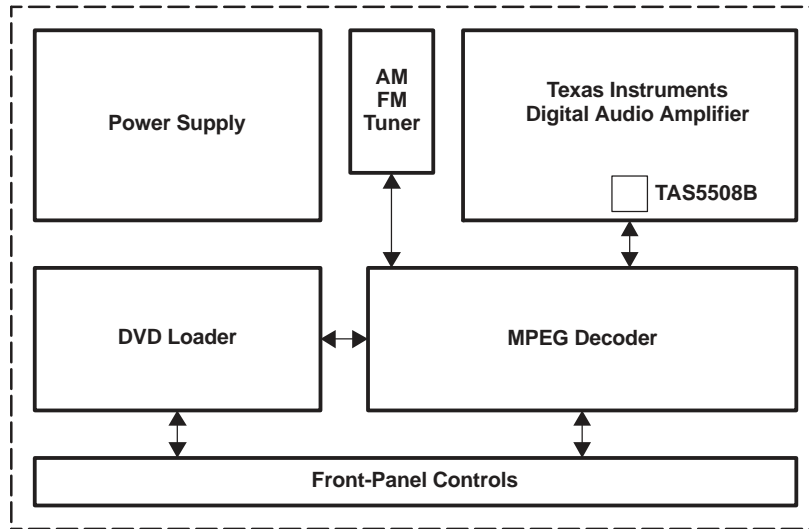 Power Supply
AM
FM
Tuner
Texas Instruments
Digital Audio Amplifier
TAS5508B
DVD Loader
MPEG Decoder
Front-Panel Controls